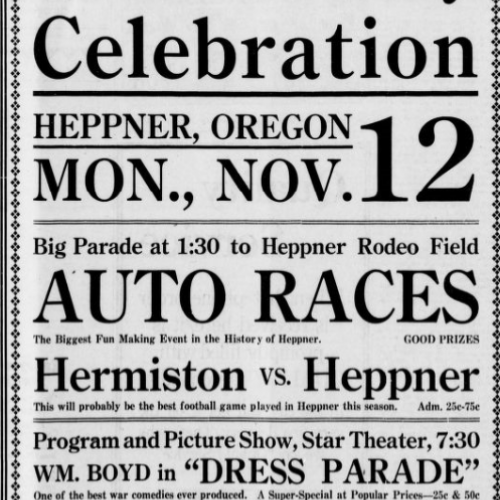 Celebration
HEPPNER, OREGON
MON., NOV. 12
Big Parade at 1:30 to Heppner Rodeo Field
AUTO RACES
The Biggest Fun Making Event in the History of Heppner. GOOD PRIZES
Hermiston vs. Heppner
This will probably be the best football game played in Heppner this season. Adm. 25c-75c
Program and Picture Show, Star Theater, 7:30
WM. BOYD in "DRESS PARADE"
One of the best war comedies ever produced. A Super-Special at Popular Prices—25c & 50c